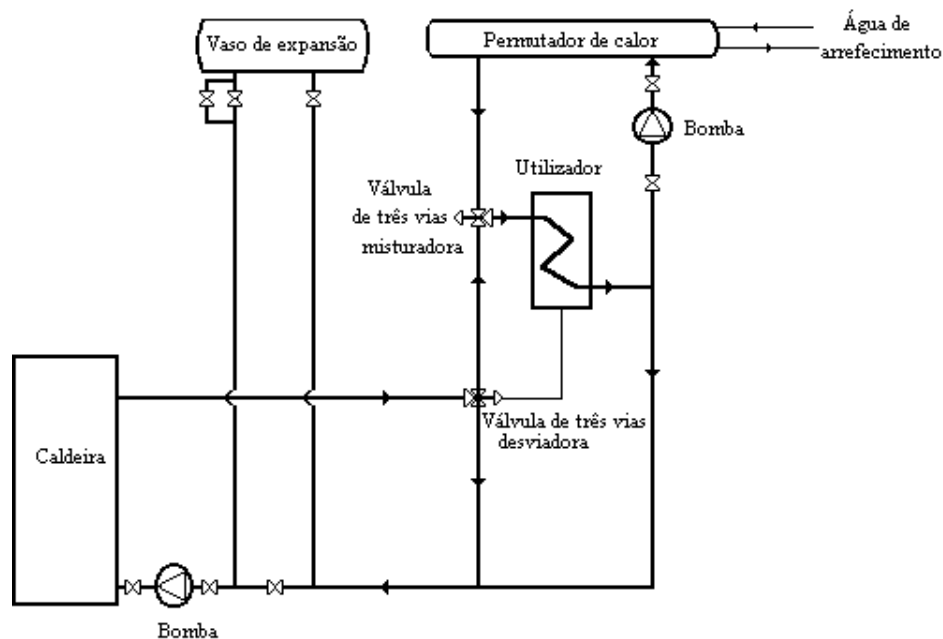 Vaso de expansão
Permutador de calor
Água de
arrefecimento
Bomba
Utilizador
Válvula
de três vias
misturadora
Válvula de três vias
desviadora
Caldeira
Bomba